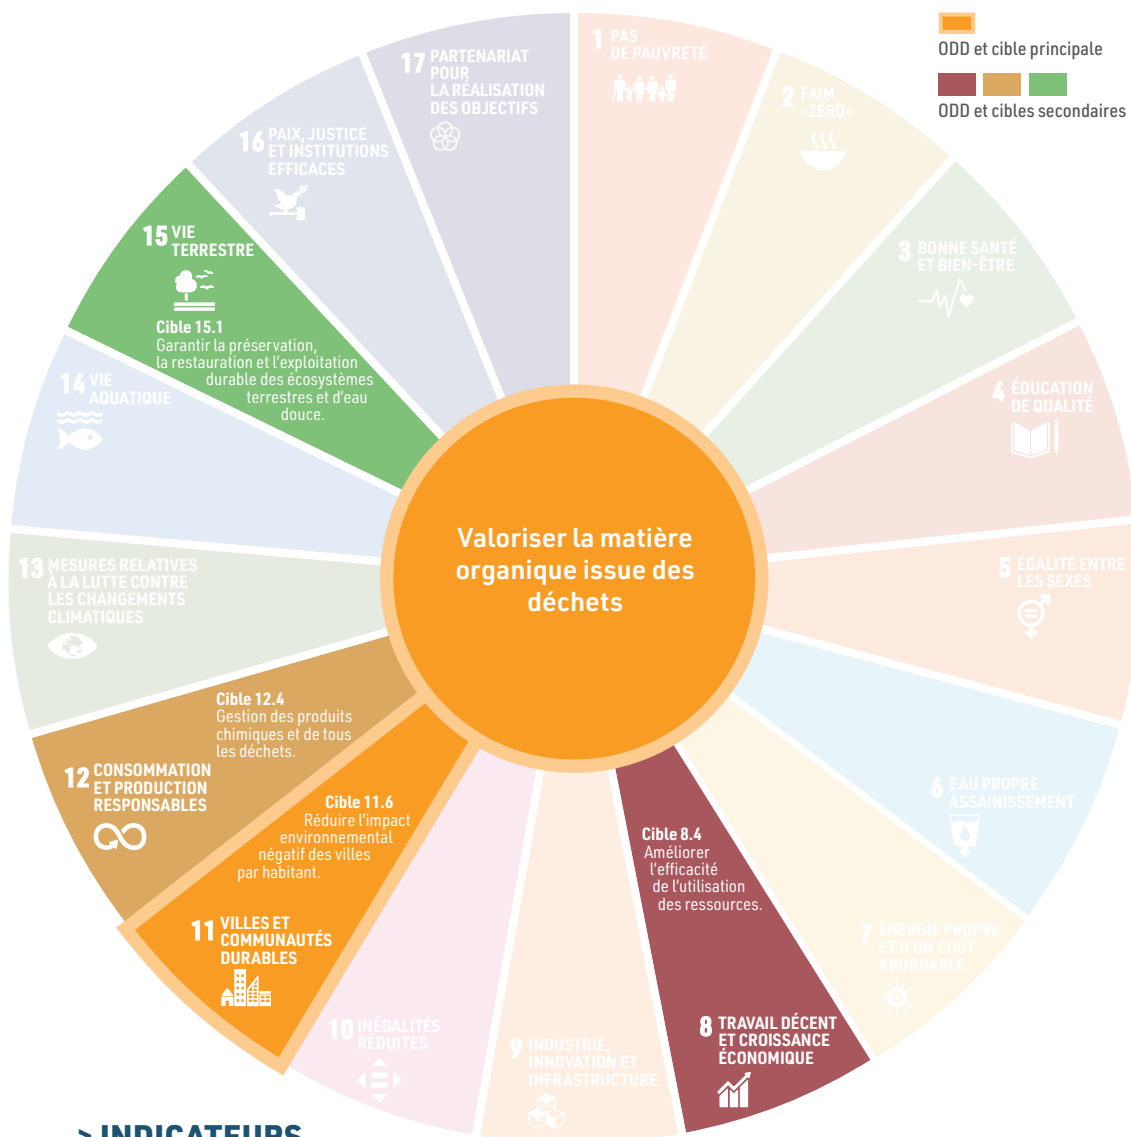 ODD et cible principale
ODD et cibles secondaires
1 PAS
DE PAUVRETÉ
2 FAIM
«ZÉRO»
3 BONNE SANTÉ
ET BIEN-ÊTRE
4 ÉDUCATION
DE QUALITÉ
5 ÉGALITÉ ENTRE
LES SEXES
6 EAU PROPRE
ASSAINISSEMENT
7 ÉNERGIE PROPRE
ET D'UN COÛT
ABORDABLE
Cible 8.4
Améliorer
l'efficacité
de l'utilisation
des ressources.
8 TRAVAIL DÉCENT
ET CROISSANCE
ÉCONOMIQUE
9 INDUSTRIE,
INNOVATION ET
INFRASTRUCTURE
10 INÉGALITÉS
RÉDUITES
Cible 11.6
Réduire l'impact
environnemental
négatif des villes
par habitant.
11 VILLES ET
COMMUNAUTÉS
DURABLES
Cible 12.4
Gestion des produits
chimiques et de tous
les déchets.
12 CONSOMMATION
ET PRODUCTION
RESPONSABLES
13 MESURES RELATIVES
À LA LUTTE CONTRE
LES CHANGEMENTS
CLIMATIQUES
14 VIE
AQUATIQUE
15 VIE
TERRESTRE
Cible 15.1
Garantir la préservation,
la restauration et l'exploitation
durable des écosystèmes
terrestres et d'eau
douce.
16 PAIX, JUSTICE
ET INSTITUTIONS
EFFICACES
17 PARTENARIAT
POUR
LA RÉALISATION
DES OBJECTIFS
Valoriser la matière
organique issue des
déchets
> INDICATEURS